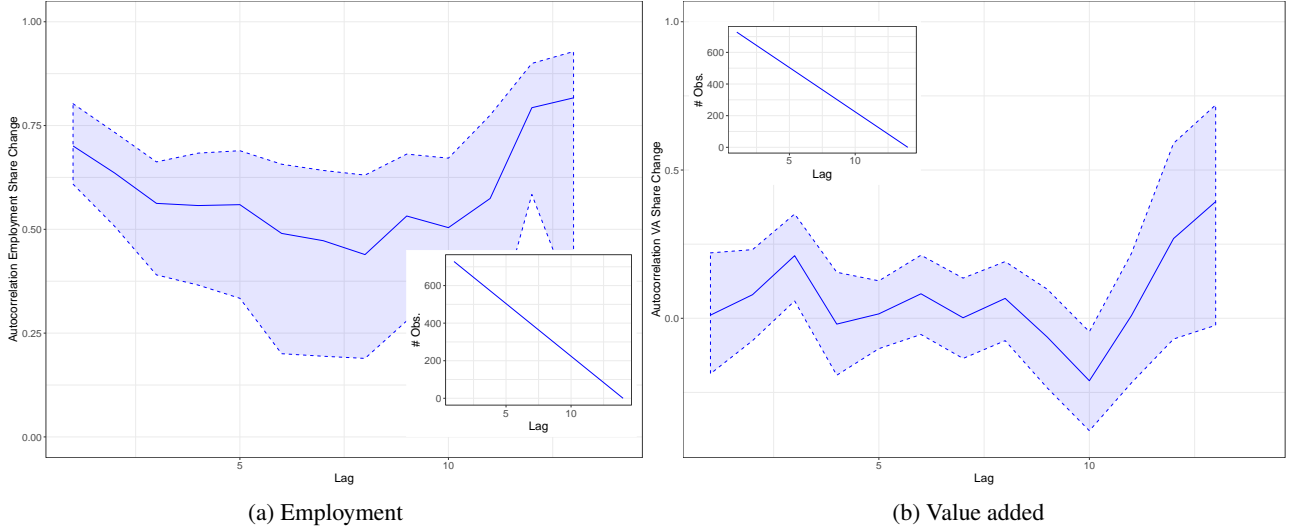 1.00
0.75
0.50
0.25
0.00
Autocorrelation Employment Share Change
5
10
Lag
600
400
200
0
# Obs.
5
10
Lag
(a) Employment
1.0
0.5
0.0
Autocorrelation VA Share Change
5
10
Lag
600
400
200
0
# Obs.
5
10
Lag
(b) Value added